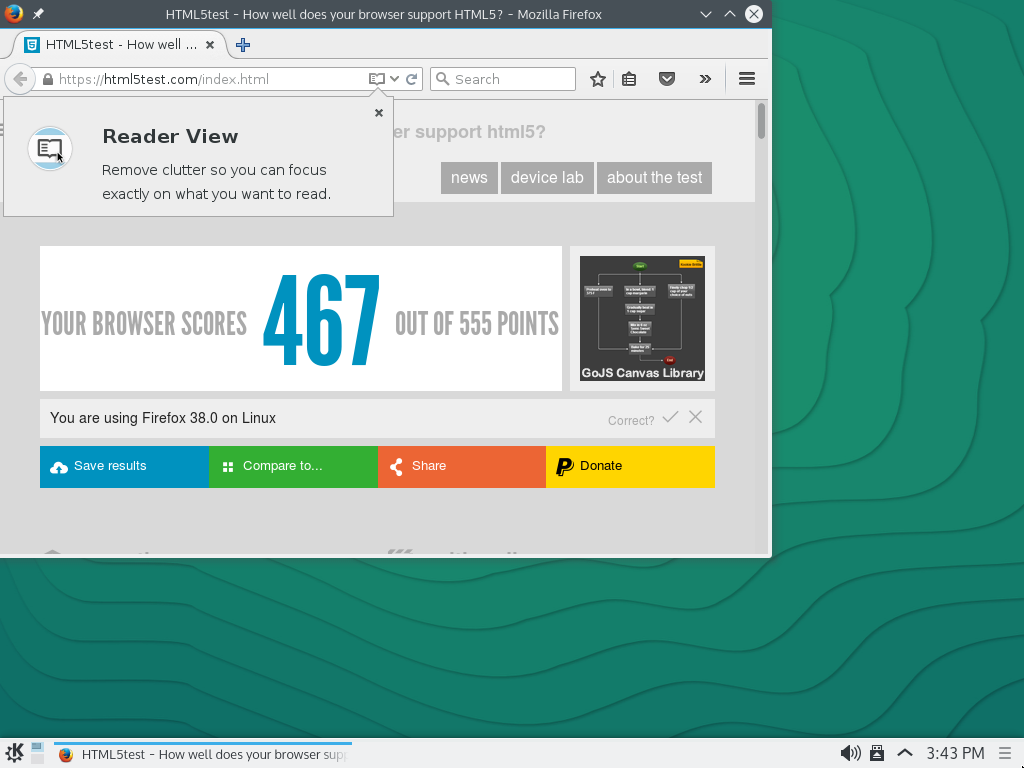 HTML5test - How well does your browser support HTML5? - Mozilla Firefox
HTML5test - How well ...
https://html5test.com/index.html
Search
Reader View
Remove clutter so you can focus
exactly on what you want to read.
er support html5?
news
device lab
about the test
YOUR BROWSER SCORES 467 OUT OF 555 POINTS
GoJS Canvas Library
You are using Firefox 38.0 on Linux
Correct?
Save results
Compare to...
Share
Donate
HTML5test - How well does your browser supp
3:43 PM